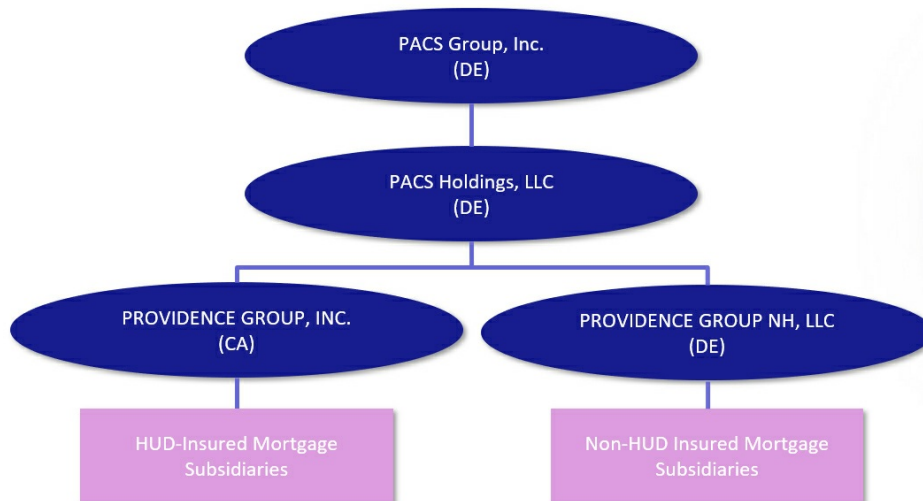 PACS Group, Inc.
(DE)
PACS Holdings, LLC
(DE)
PROVIDENCE GROUP, INC.
(CA)
PROVIDENCE GROUP NH, LLC
(DE)
HUD-Insured Mortgage
Subsidiaries
Non-HUD Insured Mortgage
Subsidiaries